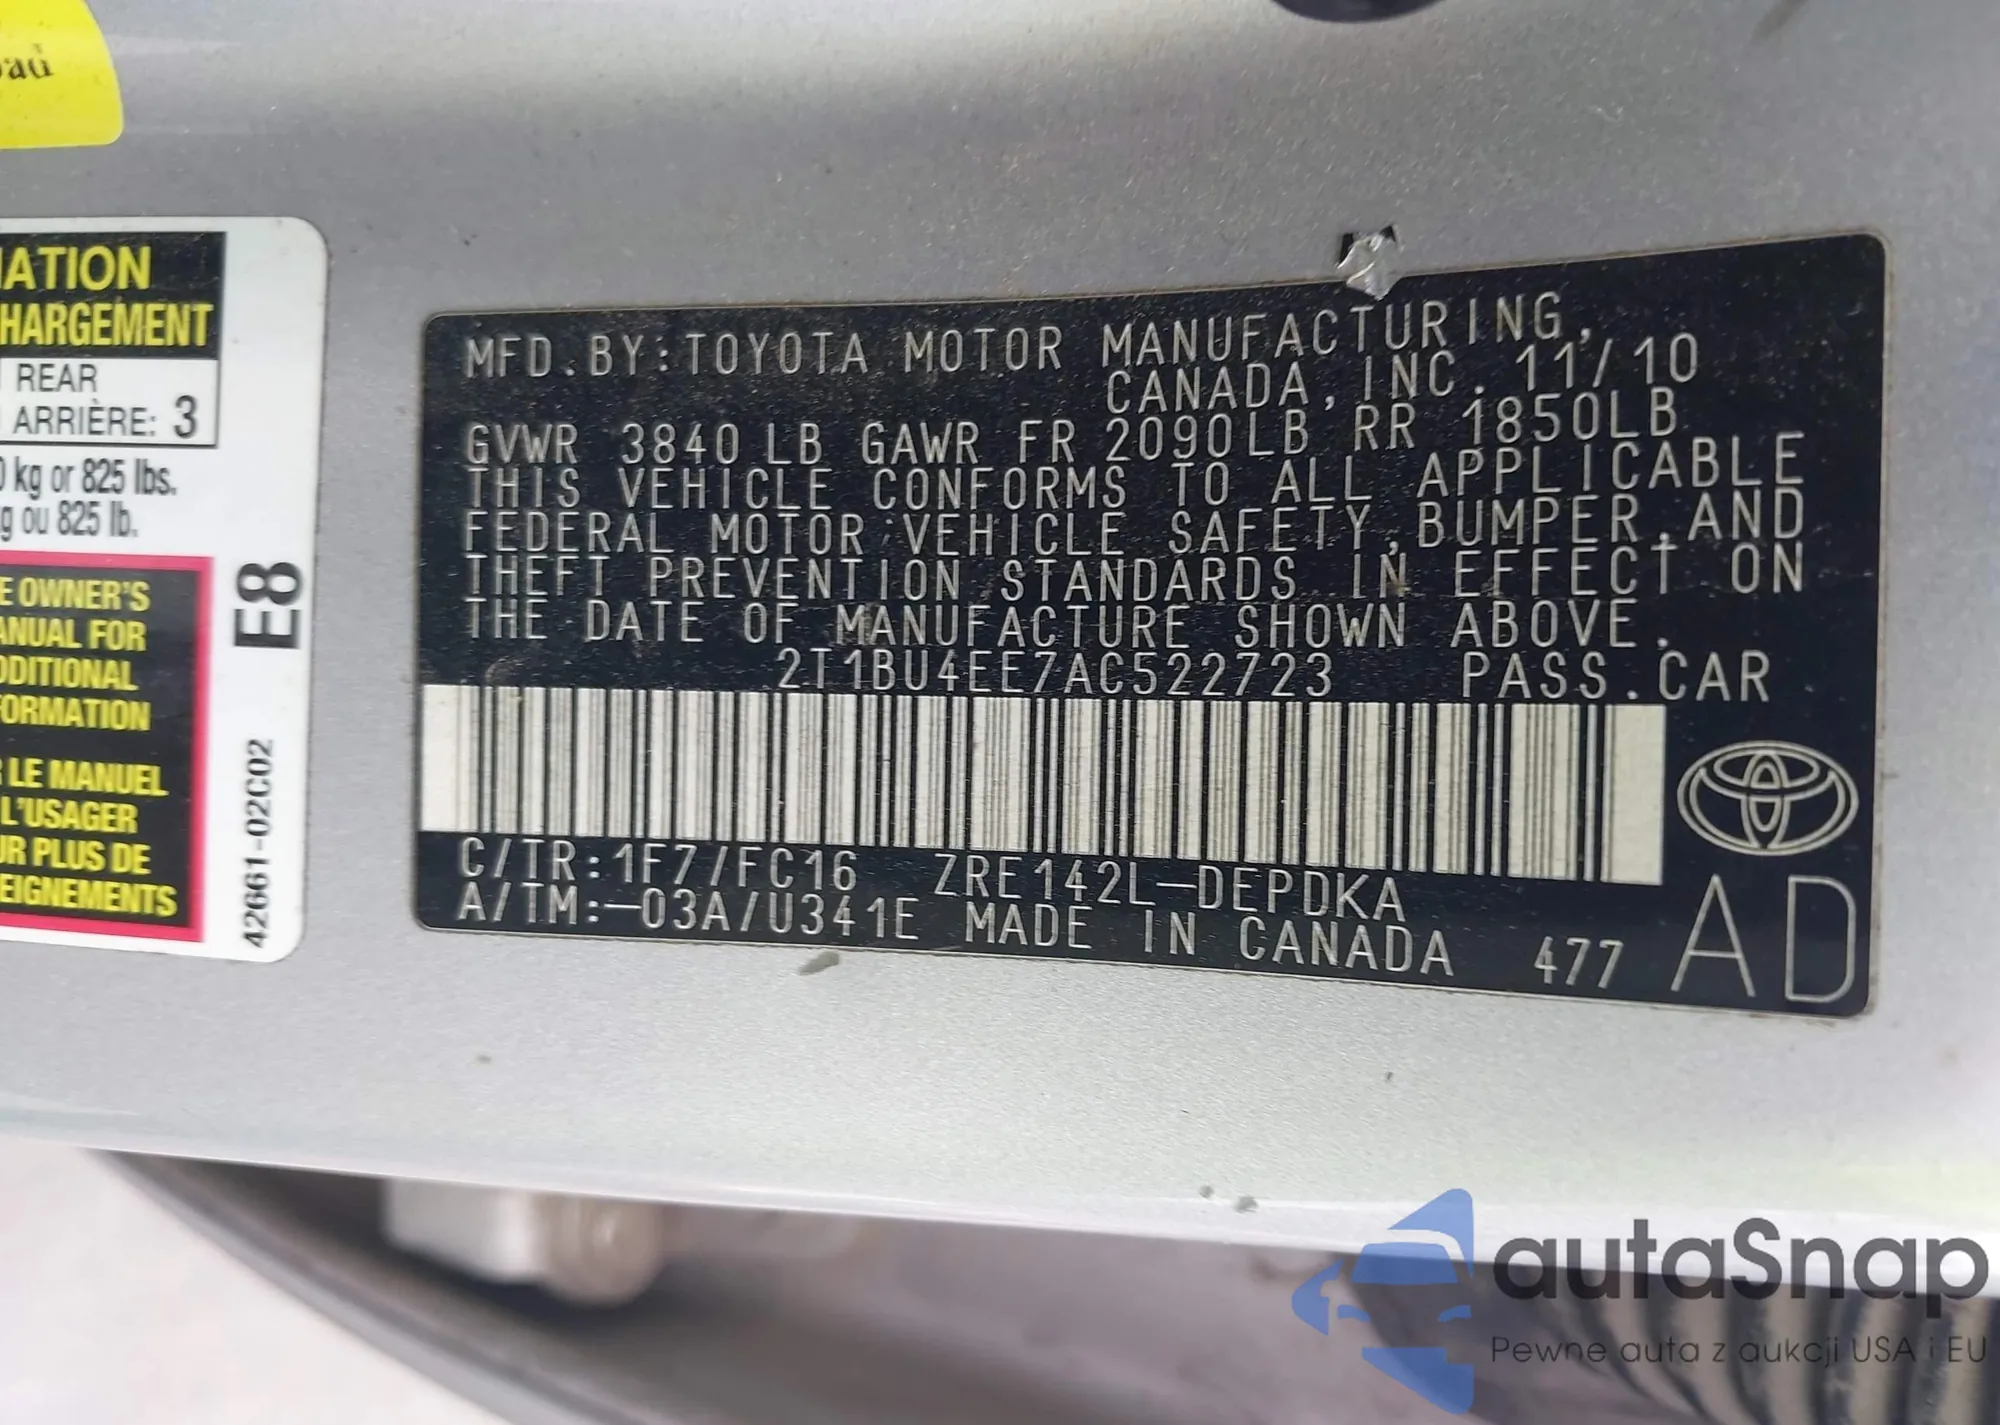 IATION
HARGEMENT
REAR
ARRIÈRE: 3
0 kg or 825 lbs.
g ou 825 lb.
E OWNER'S
ANUAL FOR
DDITIONAL
FORMATION
R LE MANUEL
L'USAGER
UR PLUS DE
EIGNEMENTS
E8
42661-02C02
MFD. BY: TOYOTA MOTOR MANUFACTURING,
CANADA, INC. 11/10
GVWR 3840 LB GAWR FR 2090LB RR 1850LB
THIS VEHICLE CONFORMS TO ALL APPLICABLE
FEDERAL MOTOR VEHICLE SAFETY, BUMPER, AND
THEFT PREVENTION STANDARDS IN EFFECT ON
THE DATE OF MANUFACTURE SHOWN ABOVE.
2T1BU4EE7AC522723 PASS. CAR
C/TR: 1F7/FC16 ZRE142L-DEPDKA
A/TM: -03A/U341E MADE IN CANADA 477
AD
autaSnap
Pewne auta z aukcji USA i EU